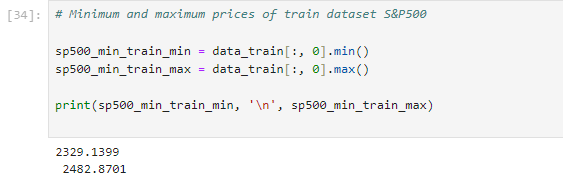 [34]: # Minimum and maximum prices of train dataset S&P500
sp500_min_train_min = data_train[:, 0].min()
sp500_min_train_max = data_train[:, 0].max()
print(sp500_min_train_min, '\n', sp500_min_train_max)
2329.1399
2482.8701